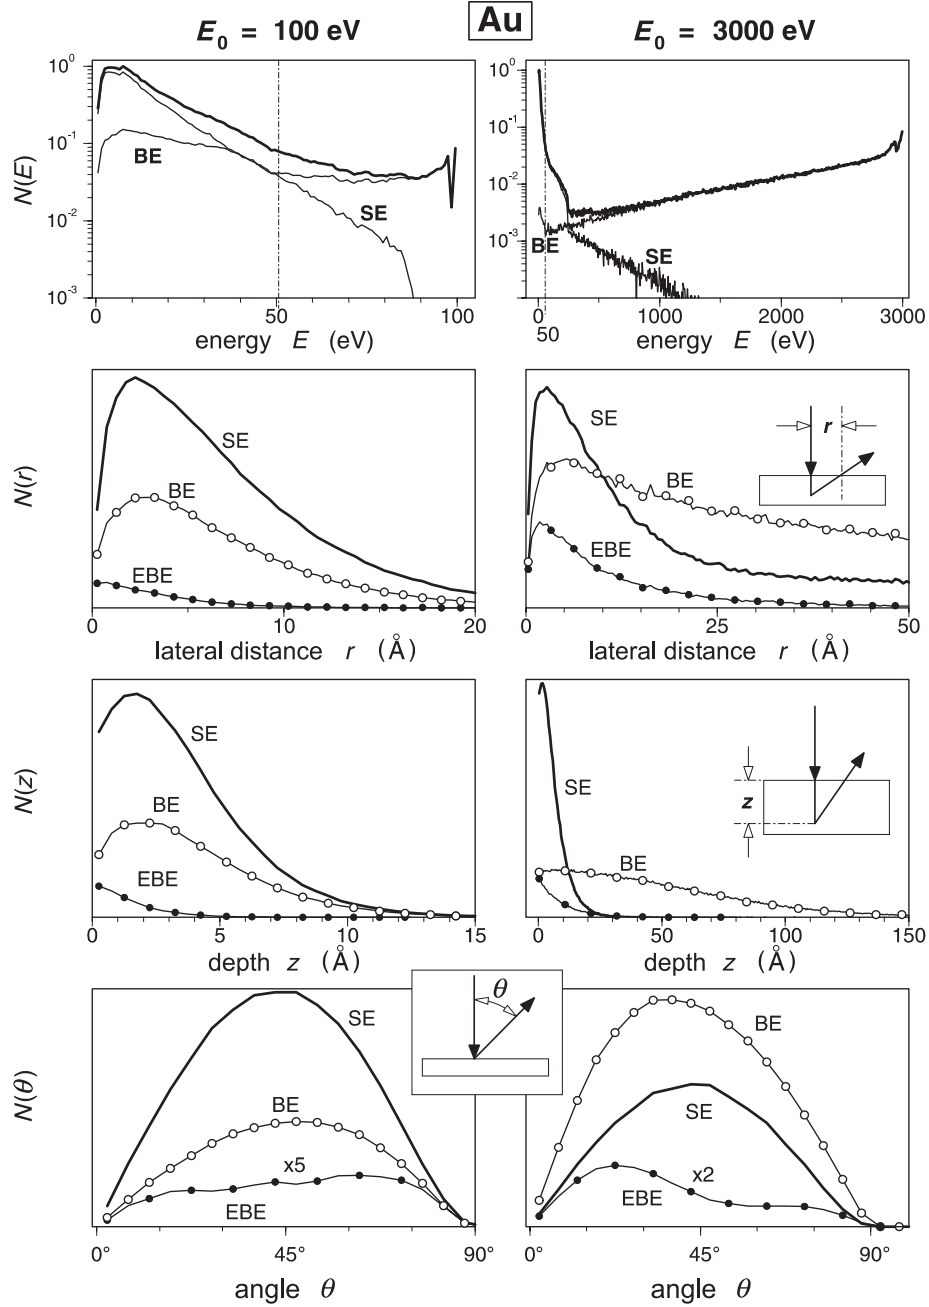 E0 = 100 eV
Au
E0 = 3000 eV
N(E)
10^0
10^-1
10^-2
10^-3
BE
SE
0 50 100
energy E (eV)
10^0
10^-1
10^-2
10^-3
BE
SE
0 1000 2000 3000
50
energy E (eV)
N(r)
SE
BE
EBE
0 10 20
lateral distance r (Å)
SE
BE
EBE
r
0 25 50
lateral distance r (Å)
N(z)
SE
BE
EBE
0 5 10 15
depth z (Å)
SE
BE
z
0 50 100 150
depth z (Å)
N(θ)
SE
BE
x5
EBE
0° 45° 90°
angle θ
θ
BE
SE
x2
EBE
0° 45° 90°
angle θ